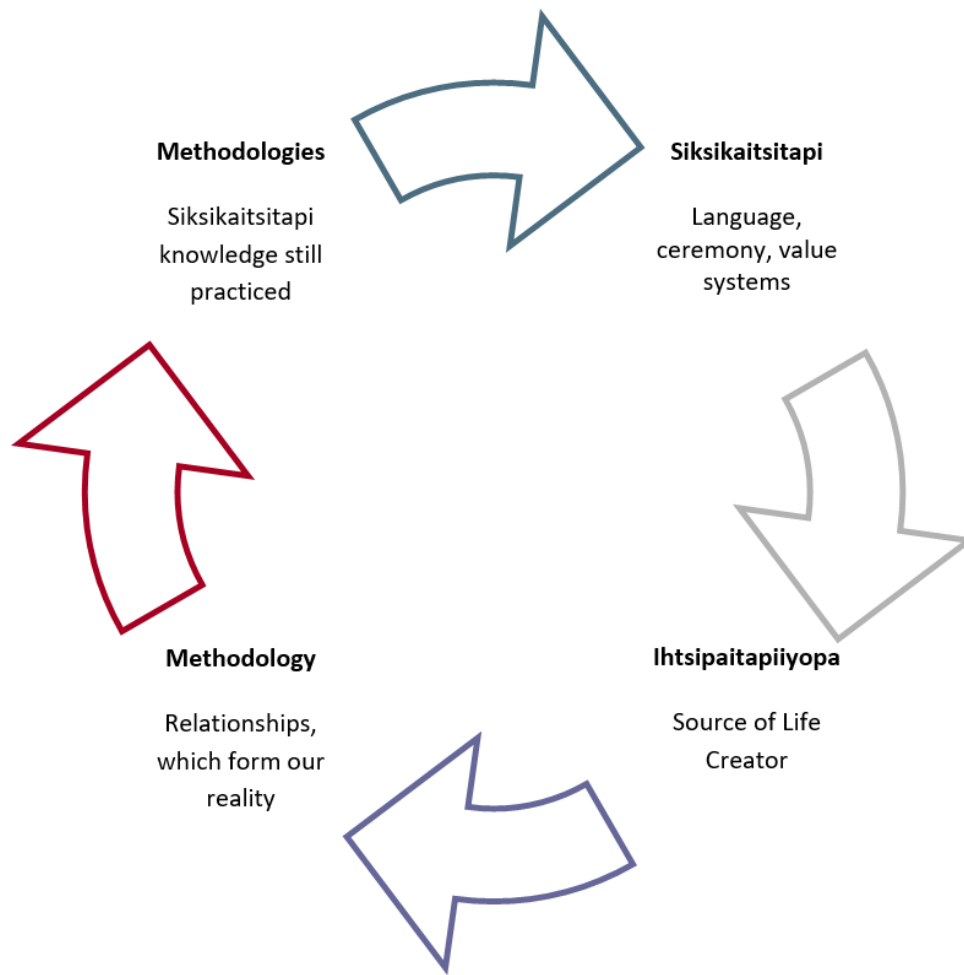 Methodologies
Siksikaitsitapi
knowledge still
practiced
Siksikaitsitapi
Language,
ceremony, value
systems
Methodology
Relationships,
which form our
reality
Ihtsipaitapiiyopa
Source of Life
Creator